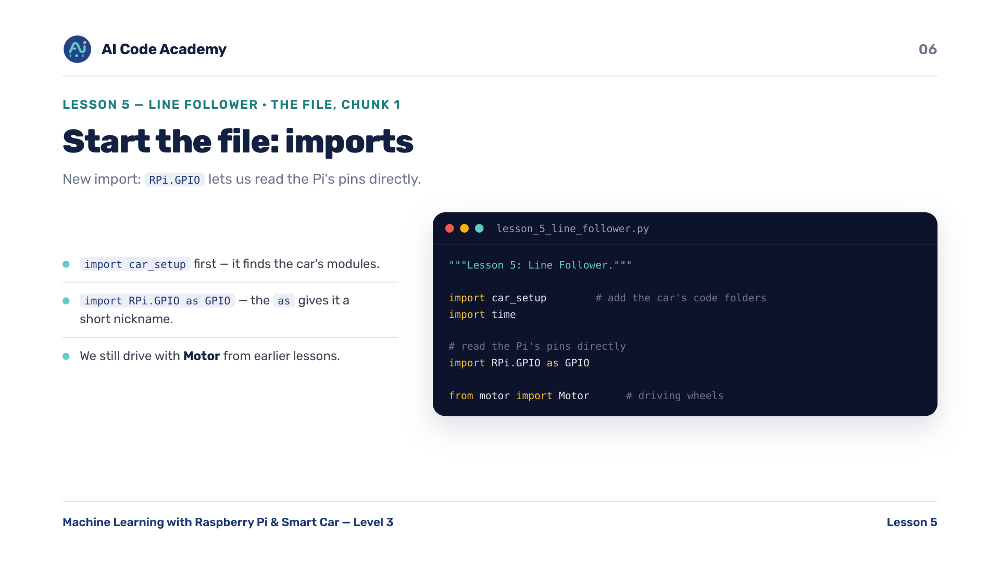 AI Code Academy
06
LESSON 5 — LINE FOLLOWER • THE FILE, CHUNK 1
Start the file: imports
New import: RPi.GPIO lets us read the Pi's pins directly.
import car_setup first — it finds the car's modules.
import RPi.GPIO as GPIO — the as gives it a
short nickname.
We still drive with Motor from earlier lessons.
lesson_5_line_follower.py
"""Lesson 5: Line Follower."""
import car_setup        # add the car's code folders
import time
# read the Pi's pins directly
import RPi.GPIO as GPIO
from motor import Motor      # driving wheels
Machine Learning with Raspberry Pi & Smart Car — Level 3
Lesson 5